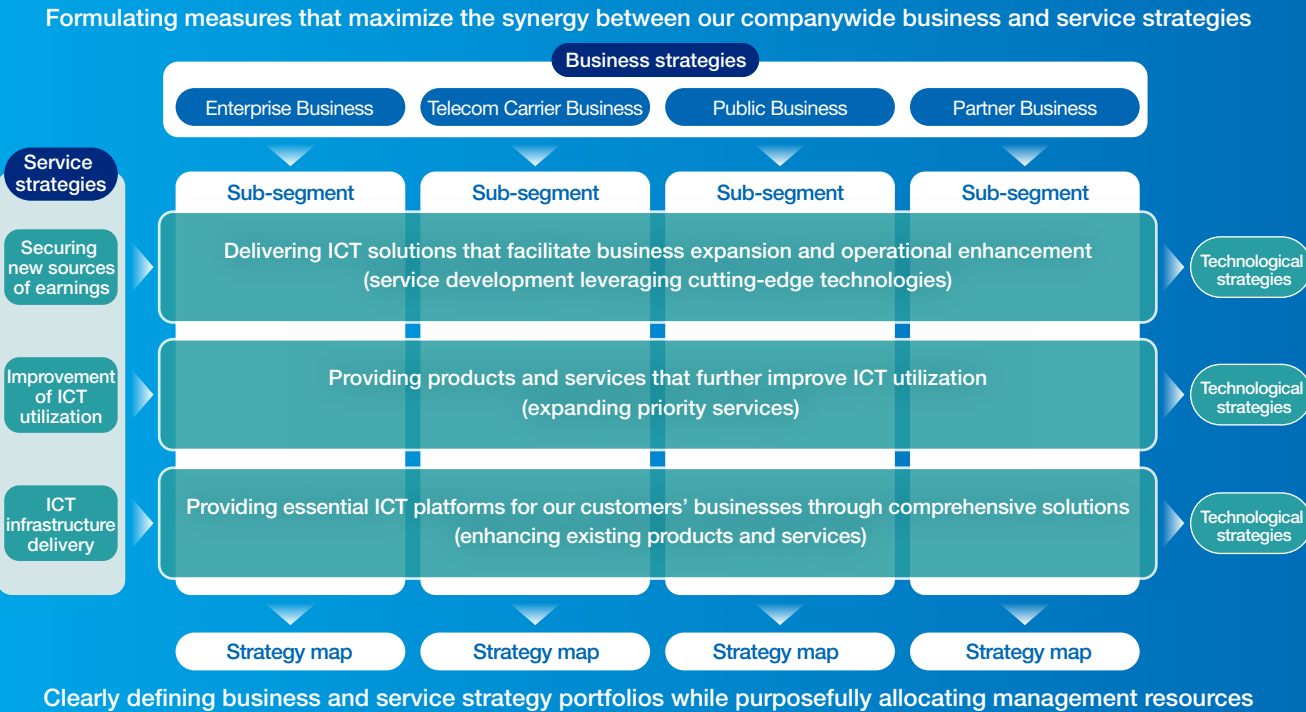 Formulating measures that maximize the synergy between our companywide business and service strategies
Business strategies
Enterprise Business
Telecom Carrier Business
Public Business
Partner Business
Service
strategies
Sub-segment
Sub-segment
Sub-segment
Sub-segment
Securing
new sources
of earnings
Delivering ICT solutions that facilitate business expansion and operational enhancement
(service development leveraging cutting-edge technologies)
Technological
strategies
Improvement
of ICT
utilization
Providing products and services that further improve ICT utilization
(expanding priority services)
Technological
strategies
ICT
infrastructure
delivery
Providing essential ICT platforms for our customers’ businesses through comprehensive solutions
(enhancing existing products and services)
Technological
strategies
Strategy map
Strategy map
Strategy map
Strategy map
Clearly defining business and service strategy portfolios while purposefully allocating management resources